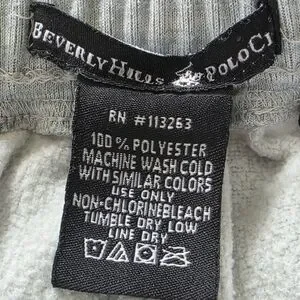 BEVERLY HILLS POLO CL
RN #113263
100% POLYESTER
MACHINE WASH COLD
WITH SIMILAR COLORS
USE ONLY
NON-CHLORINEBLEACH
TUMBLE DRY LOW
LINE DRY